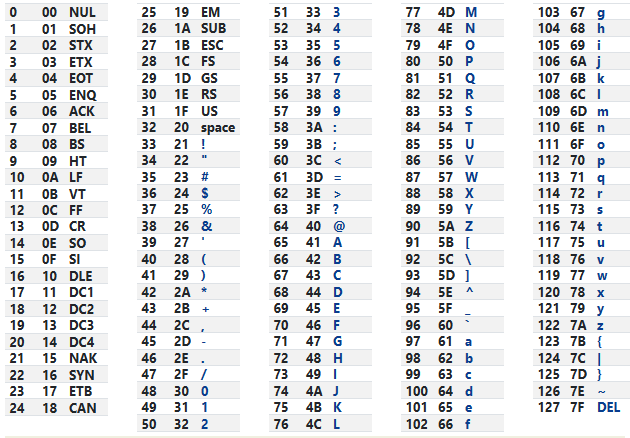 0 00 NUL
1 01 SOH
2 02 STX
3 03 ETX
4 04 EOT
5 05 ENQ
6 06 ACK
7 07 BEL
8 08 BS
9 09 HT
10 0A LF
11 0B VT
12 0C FF
13 0D CR
14 0E SO
15 0F SI
16 10 DLE
17 11 DC1
18 12 DC2
19 13 DC3
20 14 DC4
21 15 NAK
22 16 SYN
23 17 ETB
24 18 CAN
25 19 EM
26 1A SUB
27 1B ESC
28 1C FS
29 1D GS
30 1E RS
31 1F US
32 20 space
33 21 !
34 22 "
35 23 #
36 24 $
37 25 %
38 26 &
39 27 '
40 28 (
41 29 )
42 2A *
43 2B +
44 2C ,
45 2D -
46 2E .
47 2F /
48 30 0
49 31 1
50 32 2
51 33 3
52 34 4
53 35 5
54 36 6
55 37 7
56 38 8
57 39 9
58 3A :
59 3B ;
60 3C <
61 3D =
62 3E >
63 3F ?
64 40 @
65 41 A
66 42 B
67 43 C
68 44 D
69 45 E
70 46 F
71 47 G
72 48 H
73 49 I
74 4A J
75 4B K
76 4C L
77 4D M
78 4E N
79 4F O
80 50 P
81 51 Q
82 52 R
83 53 S
84 54 T
85 55 U
86 56 V
87 57 W
88 58 X
89 59 Y
90 5A Z
91 5B [
92 5C \
93 5D ]
94 5E ^
95 5F _
96 60 `
97 61 a
98 62 b
99 63 c
100 64 d
101 65 e
102 66 f
103 67 g
104 68 h
105 69 i
106 6A j
107 6B k
108 6C l
109 6D m
110 6E n
111 6F o
112 70 p
113 71 q
114 72 r
115 73 s
116 74 t
117 75 u
118 76 v
119 77 w
120 78 x
121 79 y
122 7A z
123 7B {
124 7C |
125 7D }
126 7E ~
127 7F DEL